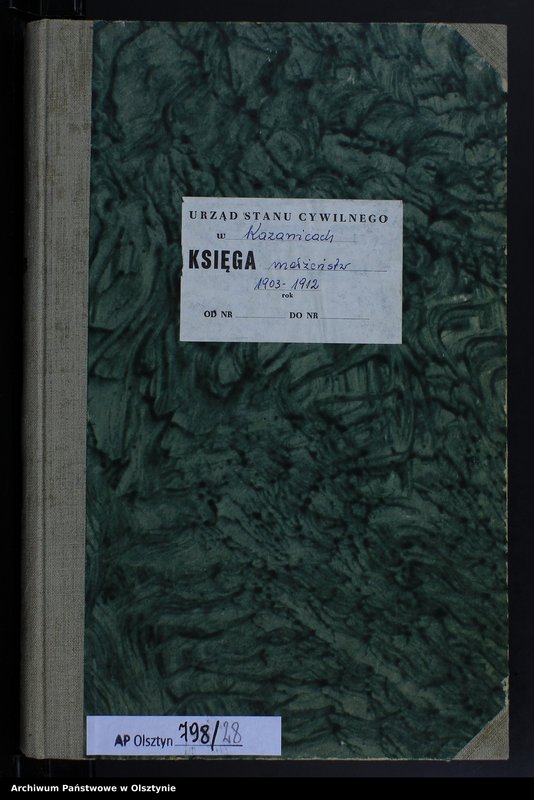 URZĄD STANU CYWILNEGO
w Kazanicach
KSIĘGA małżeństw
1903-1912
rok
OD NR DO NR
AP Olsztyn 798/28
Archiwum Państwowe w Olsztynie